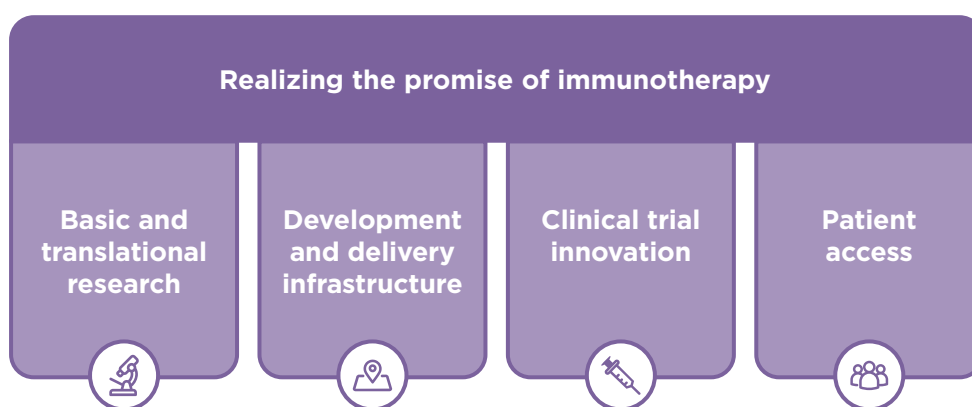 Realizing the promise of immunotherapy
Basic and
translational
research
Development
and delivery
infrastructure
Clinical trial
innovation
Patient
access